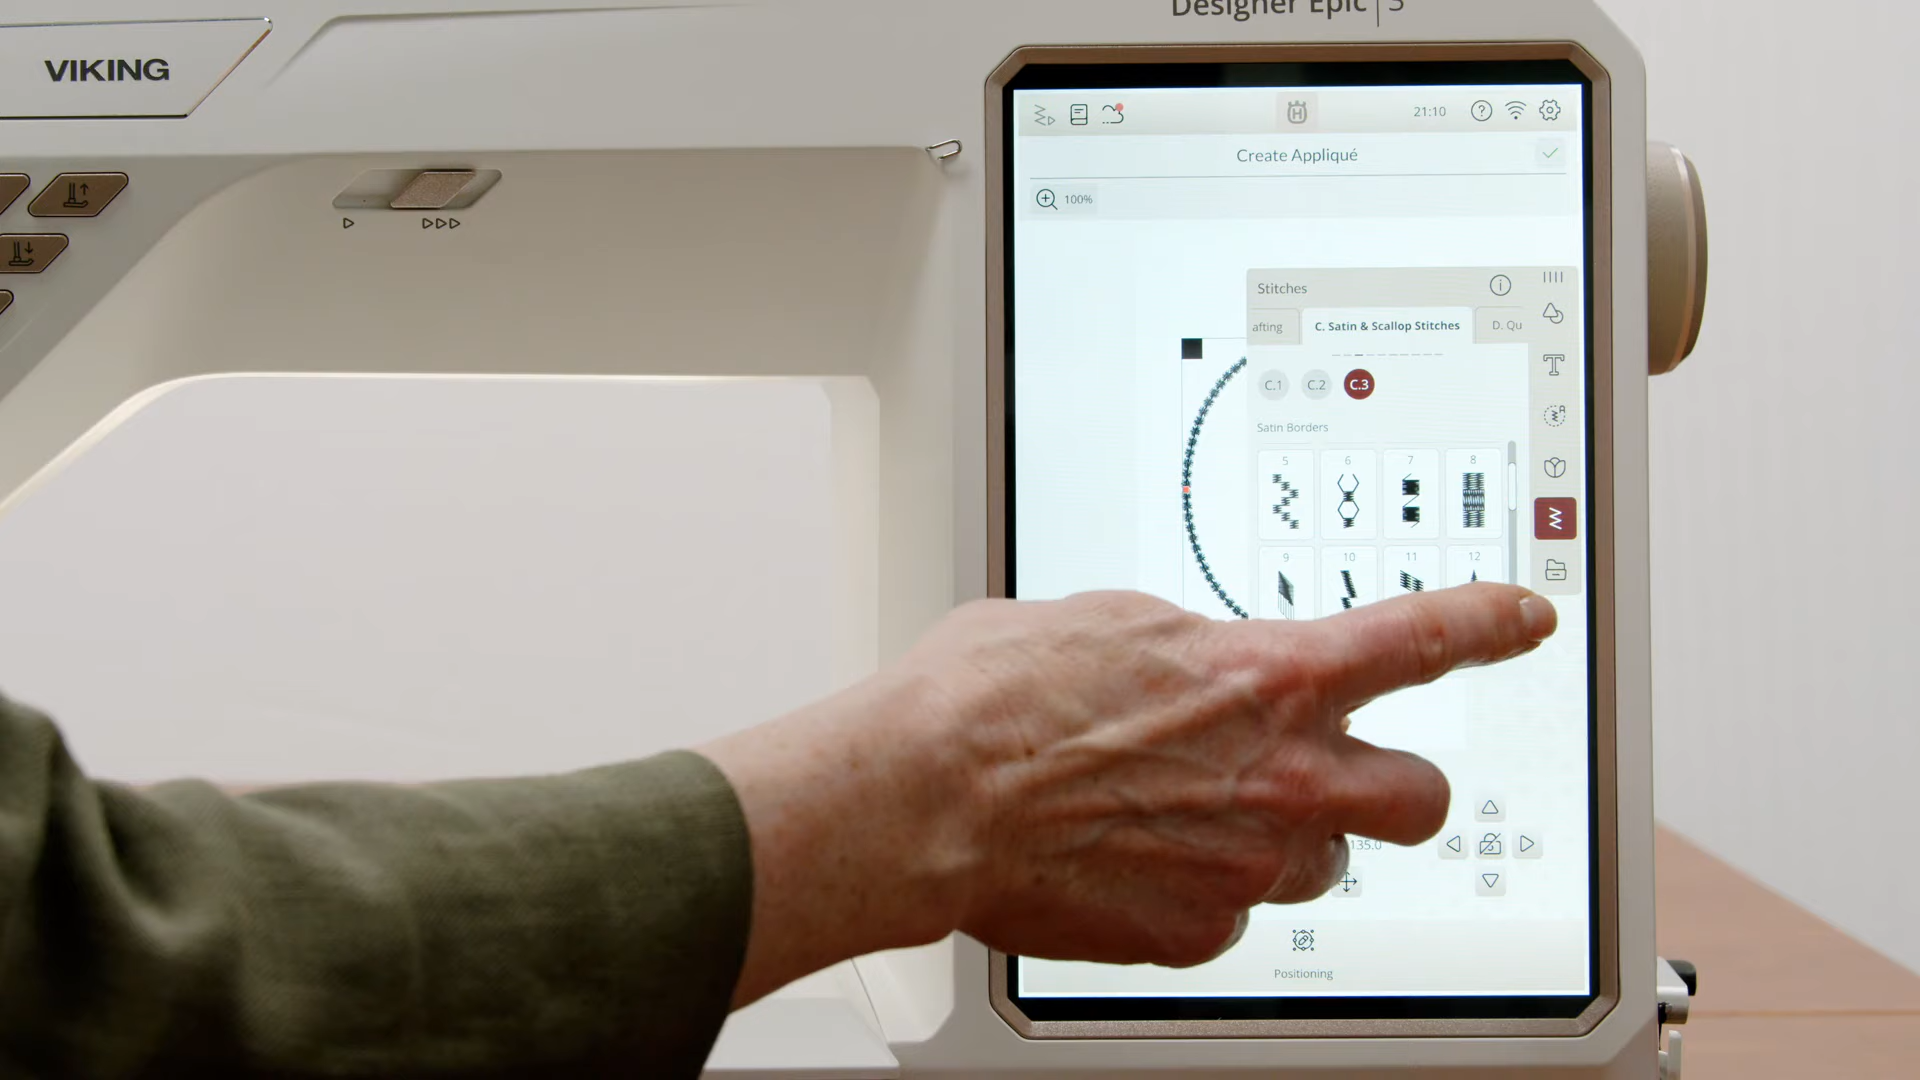 Designer Epic | 3
VIKING
21:10
Create Appliqué
100%
Stitches
afting
C. Satin & Scallop Stitches
D. Qu
C.1
C.2
C.3
Satin Borders
5
6
7
8
9
10
11
12
135.0
Positioning